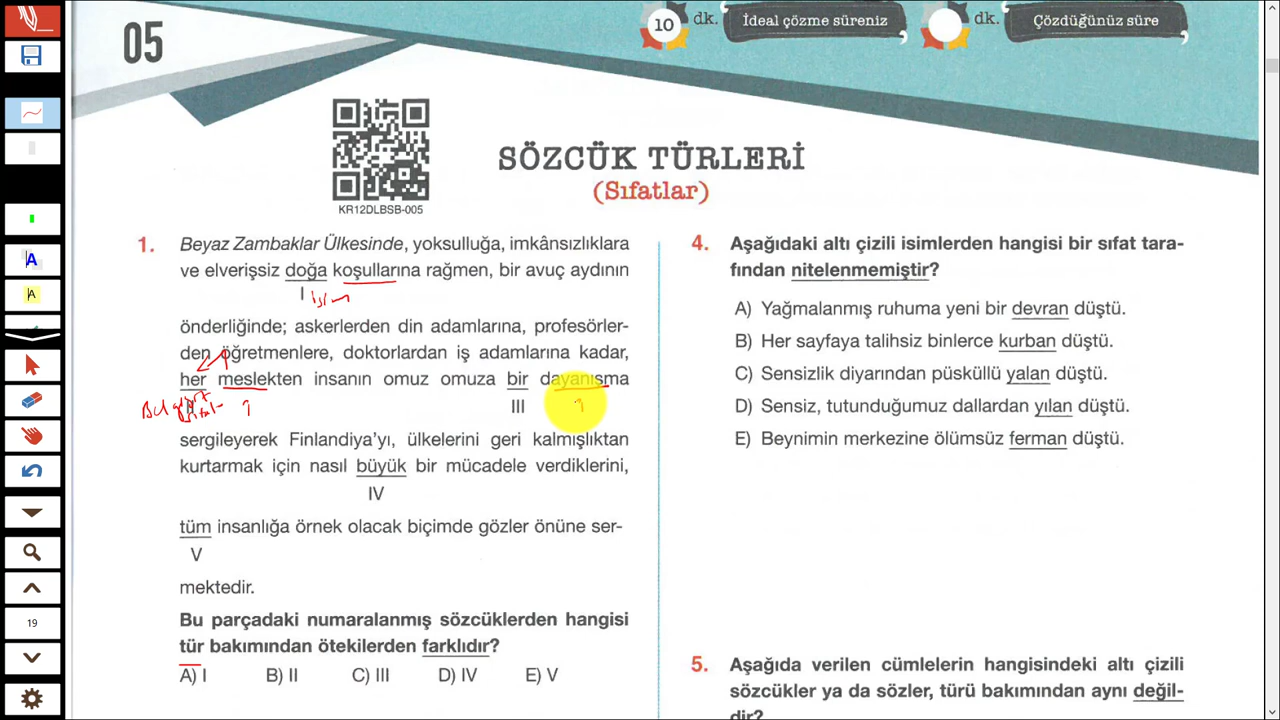 05
10 dk. İdeal çözme süreniz
dk. Çözdüğünüz süre
KR12DLBSB-005
SÖZCÜK TÜRLERİ
(Sıfatlar)
1. Beyaz Zambaklar Ülkesinde, yoksulluğa, imkânsızlıklara
ve elverişsiz doğa koşullarına rağmen, bir avuç aydının
I isim
önderliğinde; askerlerden din adamlarına, profesörler-
den öğretmenlere, doktorlardan iş adamlarına kadar,
her meslekten insanın omuz omuza bir dayanışma
III
sergileyerek Finlandiya'yı, ülkelerini geri kalmışlıktan
kurtarmak için nasıl büyük bir mücadele verdiklerini,
IV
tüm insanlığa örnek olacak biçimde gözler önüne ser-
V
mektedir.
Bu parçadaki numaralanmış sözcüklerden hangisi
tür bakımından ötekilerden farklıdır?
A) I B) II C) III D) IV E) V
4. Aşağıdaki altı çizili isimlerden hangisi bir sıfat tara-
fından nitelenmemiştir?
A) Yağmalanmış ruhuma yeni bir devran düştü.
B) Her sayfaya talihsiz binlerce kurban düştü.
C) Sensizlik diyarından püsküllü yalan düştü.
D) Sensiz, tutunduğumuz dallardan yılan düştü.
E) Beynimin merkezine ölümsüz ferman düştü.
5. Aşağıda verilen cümlelerin hangisindeki altı çizili
sözcükler ya da sözler, türü bakımından aynı değil-
dir?
A
A
19